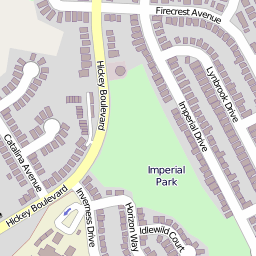 Firecrest Avenue
Hickey Boulevard
Lynbrook Drive
Imperial Drive
Catalina Avenue
Imperial
Park
Hickey Boulevard
Inverness Drive
Horizon Way
Idlewild Court